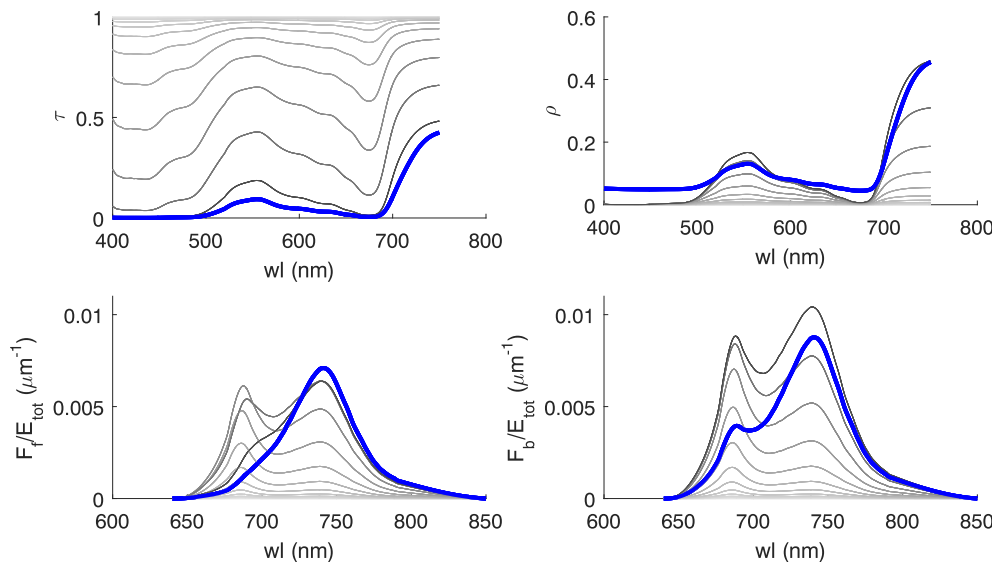 1
0.5
0
τ
400 500 600 700 800
wl (nm)
0.6
0.4
0.2
0
ρ
400 500 600 700 800
wl (nm)
0.01
0.005
0
F_f/E_tot (μm⁻¹)
600 650 700 750 800 850
wl (nm)
0.01
0.005
0
F_b/E_tot (μm⁻¹)
600 650 700 750 800 850
wl (nm)